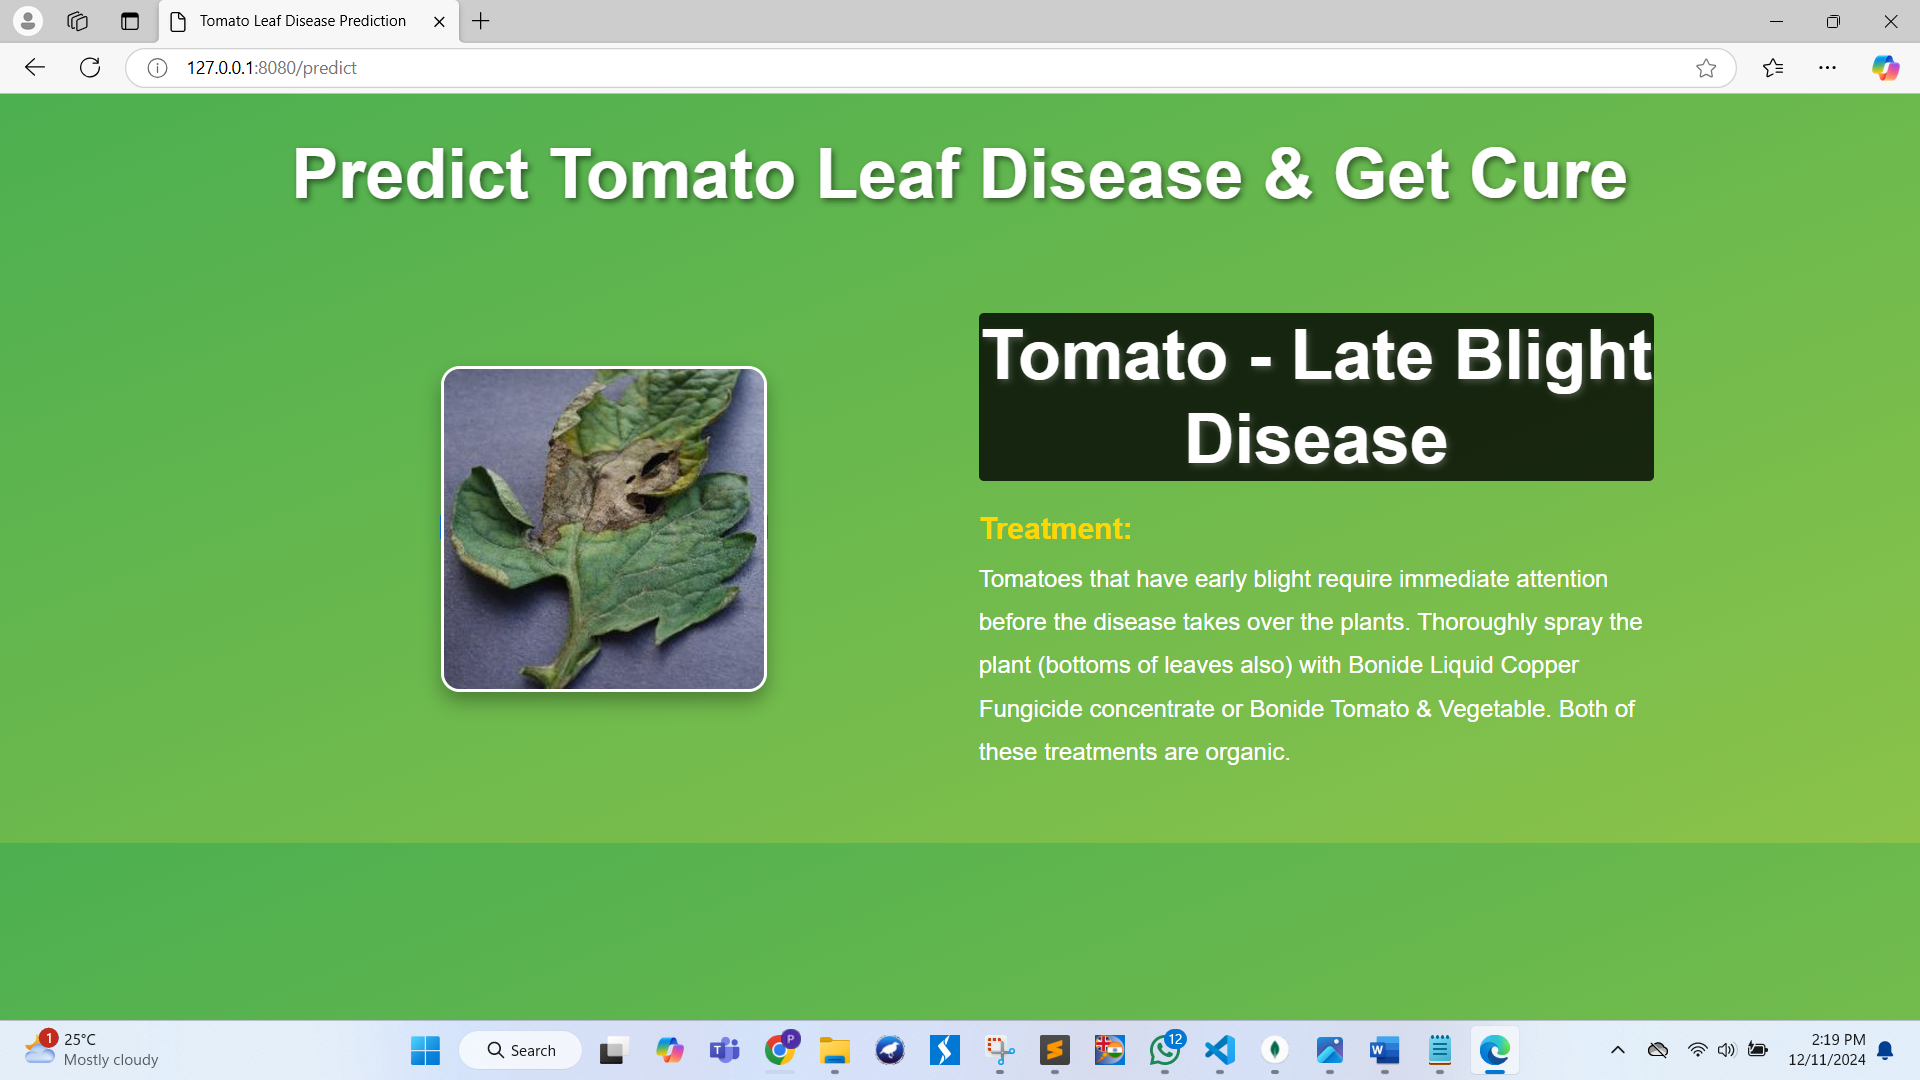 Tomato Leaf Disease Prediction
127.0.0.1:8080/predict
Predict Tomato Leaf Disease & Get Cure
Tomato - Late Blight
Disease
Treatment:
Tomatoes that have early blight require immediate attention
before the disease takes over the plants. Thoroughly spray the
plant (bottoms of leaves also) with Bonide Liquid Copper
Fungicide concentrate or Bonide Tomato & Vegetable. Both of
these treatments are organic.
1
25°C
Mostly cloudy
Search
P
12
2:19 PM
12/11/2024